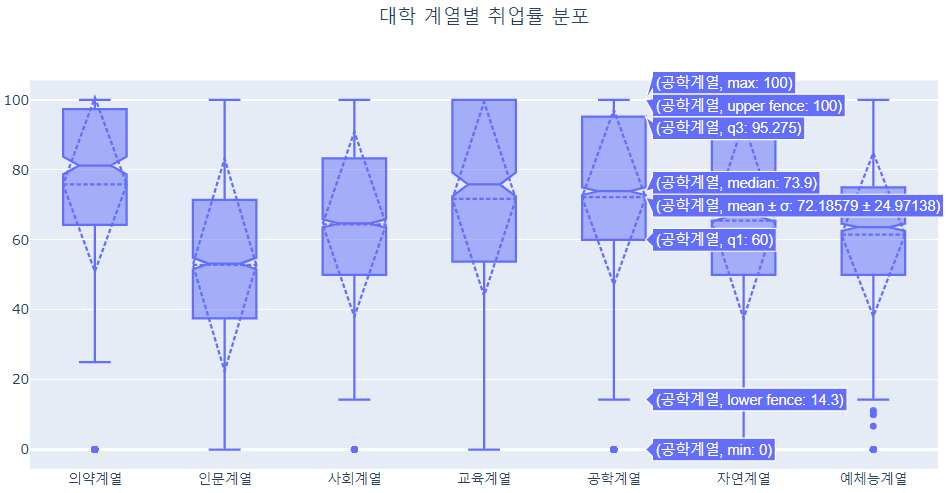 대학 계열별 취업률 분포
100
80
60
40
20
0
(공학계열, max: 100)
(공학계열, upper fence: 100)
(공학계열, q3: 95.275)
(공학계열, median: 73.9)
(공학계열, mean ± σ: 72.18579 ± 24.97138)
(공학계열, q1: 60)
(공학계열, lower fence: 14.3)
(공학계열, min: 0)
의약계열 인문계열 사회계열 교육계열 공학계열 자연계열 예체능계열